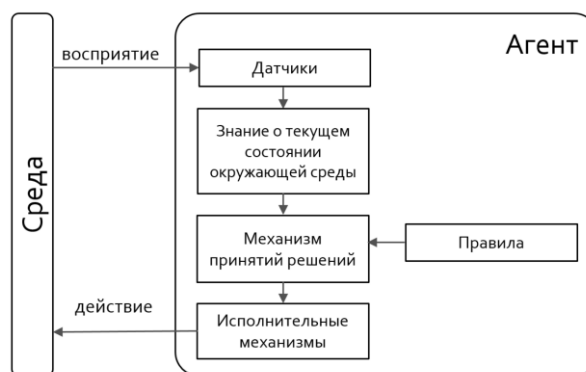 Агент
восприятие
Датчики
Знание о текущем
состоянии
окружающей среды
Среда
Механизм
принятий решений
Правила
действие
Исполнительные
механизмы